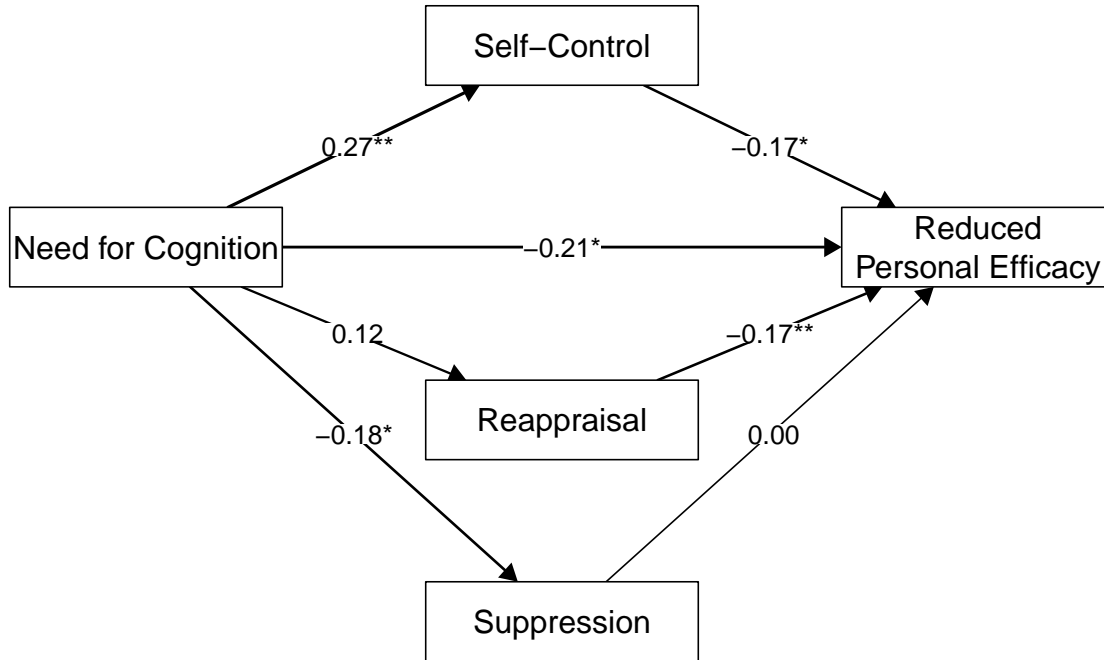 Self−Control
0.27**
−0.17*
Need for Cognition
−0.21*
Reduced
Personal Efficacy
0.12
−0.17**
Reappraisal
−0.18*
0.00
Suppression